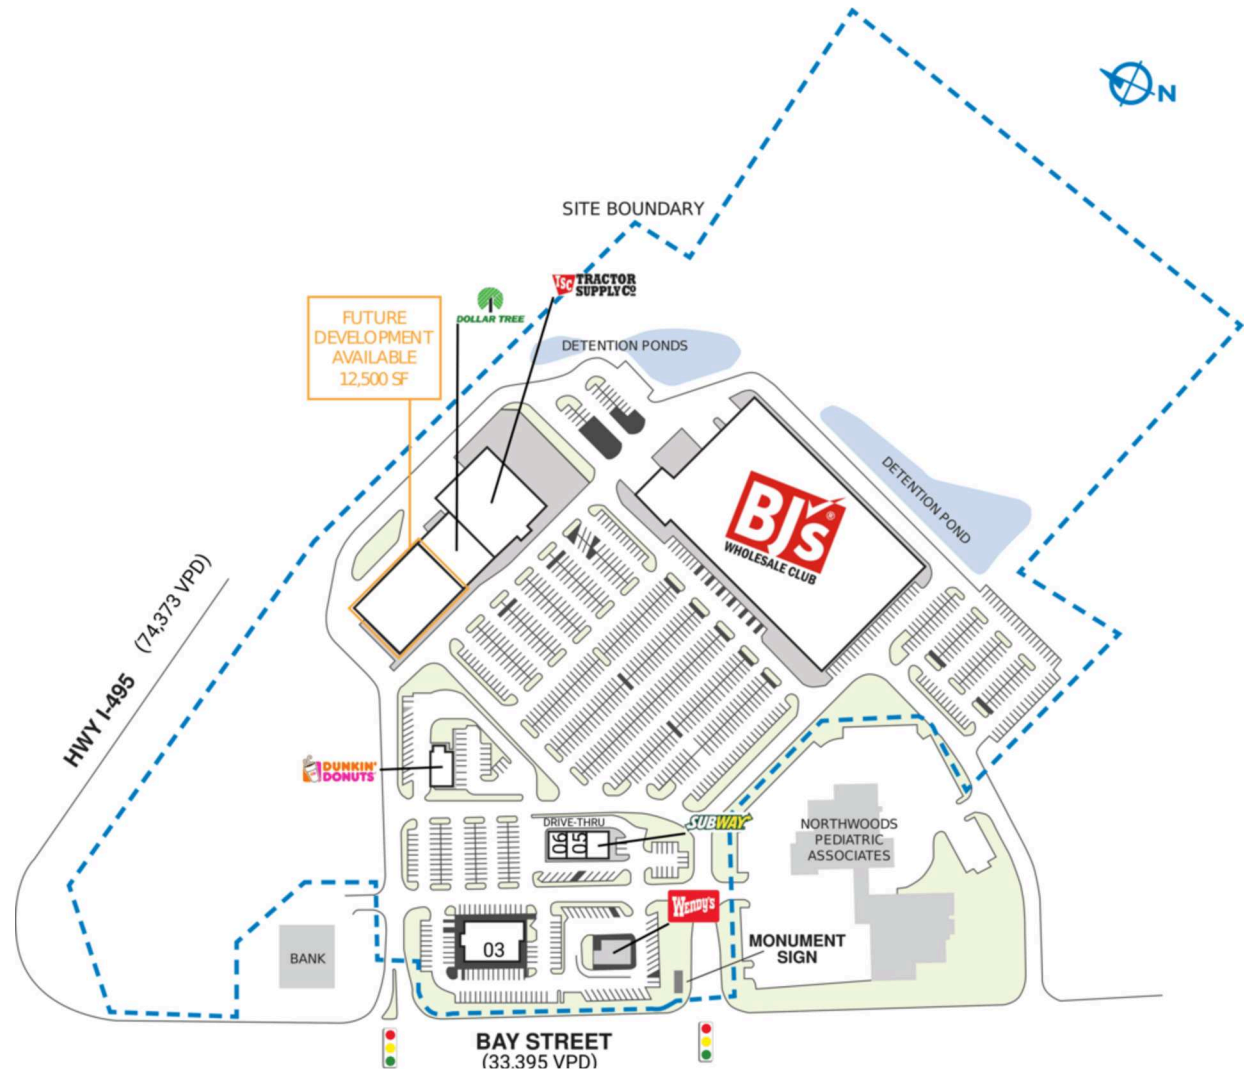 N
SITE BOUNDARY
TSC TRACTOR
SUPPLY CO
DOLLAR TREE
FUTURE
DEVELOPMENT
AVAILABLE
12,500 SF
DETENTION PONDS
DETENTION POND
BJ's
®
WHOLESALE CLUB
HWY I-495 (74,373 VPD)
DUNKIN'
DONUTS
DRIVE-THRU
06
05
SUBWAY
NORTHWOODS
PEDIATRIC
ASSOCIATES
WENDY'S
03
BANK
MONUMENT
SIGN
BAY STREET
(33,395 VPD)